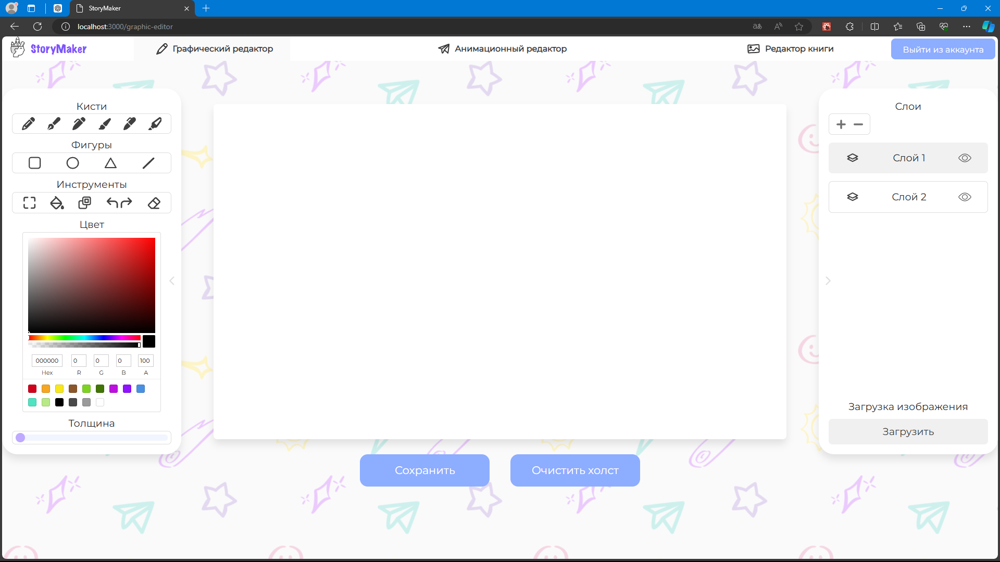 StoryMaker
localhost:3000/graphic-editor
StoryMaker
Графический редактор
Анимационный редактор
Редактор книги
Выйти из аккаунта
Кисти
Фигуры
Инструменты
Цвет
000000 0 0 0 100
Hex R G B A
Толщина
Сохранить
Очистить холст
Слои
Слой 1
Слой 2
Загрузка изображения
Загрузить